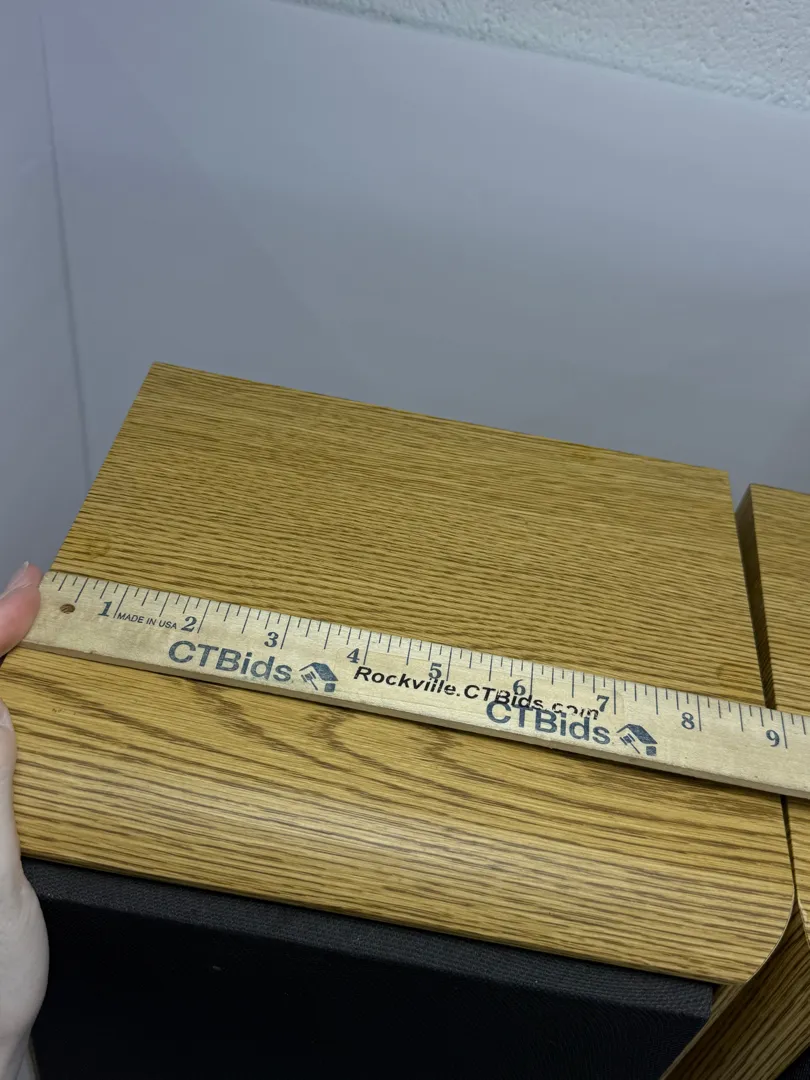 1 2 3 4 5 6 7 8 9
MADE IN USA
CTBids Rockville.CTBids.com CTBids